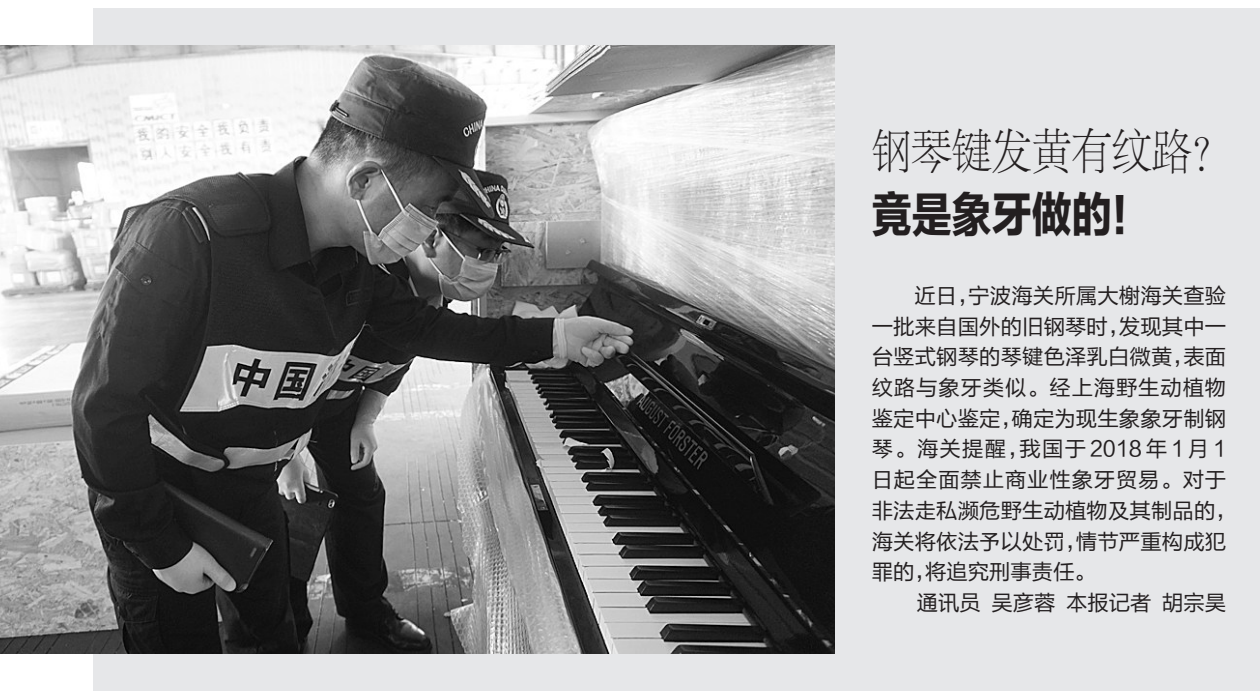 CMJCT
我的安全我负责
别人安全我有责
CHINA
CHINA
中国
中国
AUGUST FORSTER
钢琴键发黄有纹路？
竟是象牙做的！
近日，宁波海关所属大榭海关查验
一批来自国外的旧钢琴时，发现其中一
台竖式钢琴的琴键色泽乳白微黄，表面
纹路与象牙类似。经上海野生动植物
鉴定中心鉴定，确定为现生象象牙制钢
琴。海关提醒，我国于2018年1月1
日起全面禁止商业性象牙贸易。对于
非法走私濒危野生动植物及其制品的，
海关将依法予以处罚，情节严重构成犯
罪的，将追究刑事责任。
通讯员 吴彦蓉 本报记者 胡宗昊